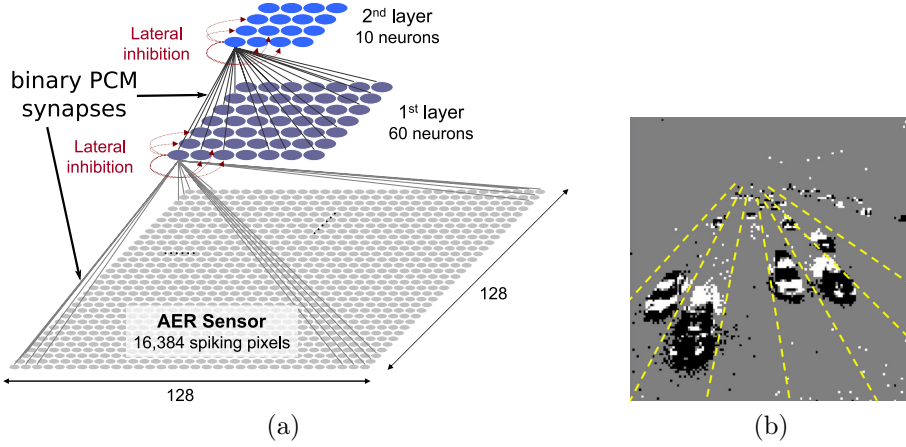 2nd layer
10 neurons
Lateral
inhibition
binary PCM
synapses
1st layer
60 neurons
Lateral
inhibition
128
AER Sensor
16,384 spiking pixels
128
(a)
(b)